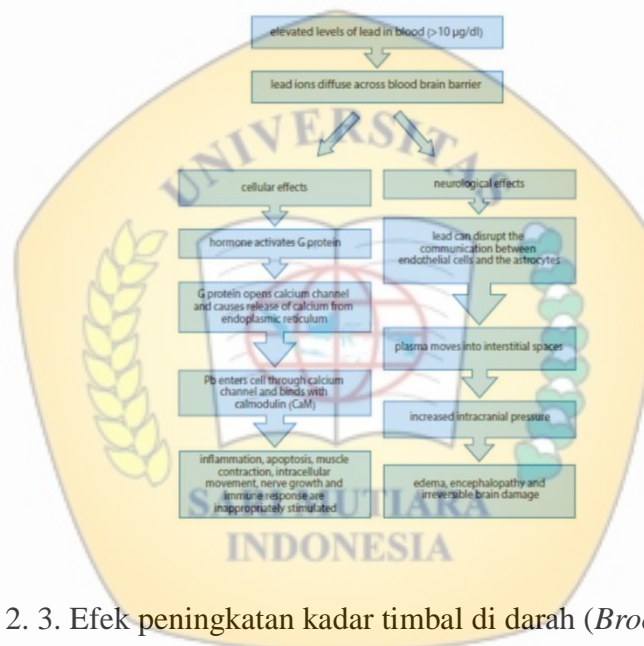 elevated levels of lead in blood (>10 µg/dl)
lead ions diffuse across blood brain barrier
UNIVERSITAS
cellular effects
hormone activates G protein
G protein opens calcium channel
and causes release of calcium from
endoplasmic reticulum
Pb enters cell through calcium
channel and binds with
calmodulin (CaM)
inflammation, apoptosis, muscle
contraction, intracellular
movement, nerve growth and
immune response are
inappropriately stimulated
neurological effects
lead can disrupt the
communication between
endothelial cells and the astrocytes
plasma moves into interstitial spaces
increased intracranial pressure
edema, encephalopathy and
irreversible brain damage
SARI MUTIARA
INDONESIA
2. 3. Efek peningkatan kadar timbal di darah (